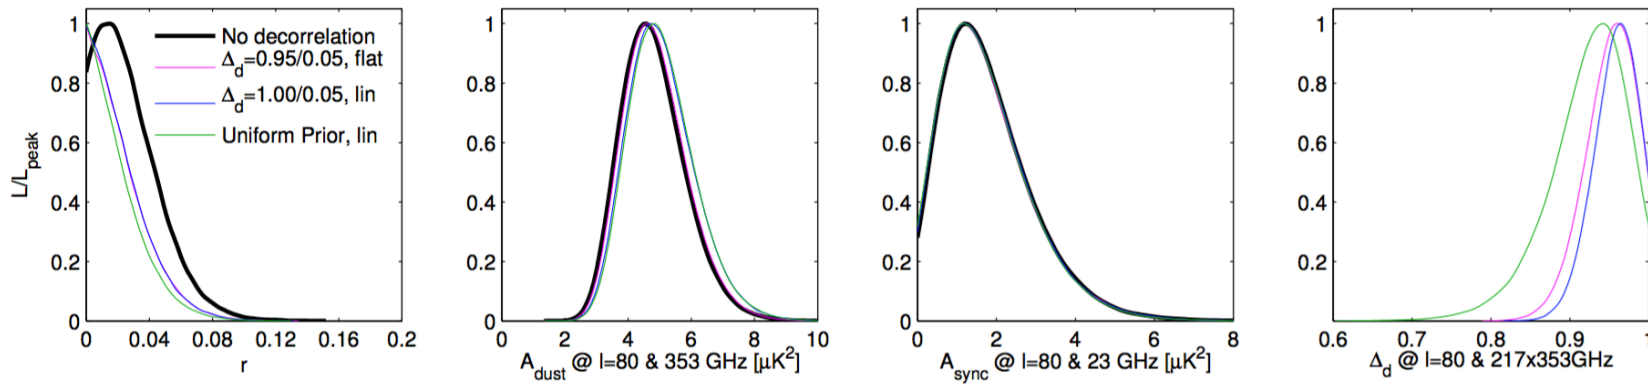 1
0.8
0.6
0.4
0.2
0
L/L_peak
0 0.04 0.08 0.12 0.16 0.2
r
No decorrelation
Δ_d=0.95/0.05, flat
Δ_d=1.00/0.05, lin
Uniform Prior, lin
1
0.8
0.6
0.4
0.2
0
0 2 4 6 8 10
A_dust @ l=80 & 353 GHz [μK²]
1
0.8
0.6
0.4
0.2
0
0 2 4 6 8
A_sync @ l=80 & 23 GHz [μK²]
1
0.8
0.6
0.4
0.2
0.6 0.7 0.8 0.9 1
Δ_d @ l=80 & 217x353GHz